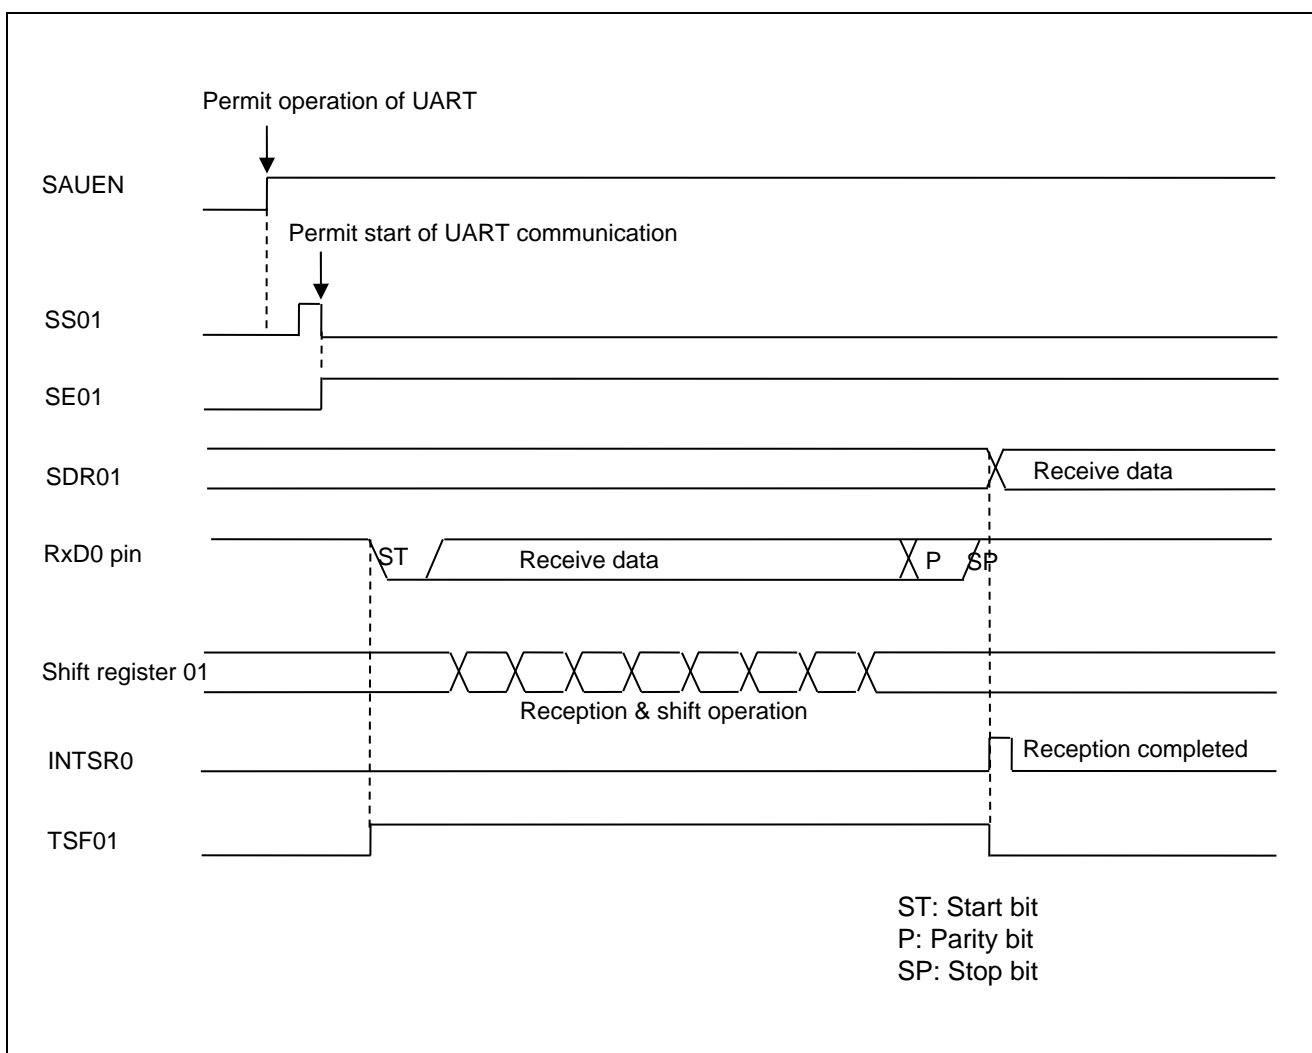 Permit operation of UART
SAUEN
Permit start of UART communication
SS01
SE01
SDR01
Receive data
RxD0 pin
ST
Receive data
P
SP
Shift register 01
Reception & shift operation
INTSR0
Reception completed
TSF01
ST: Start bit
P: Parity bit
SP: Stop bit